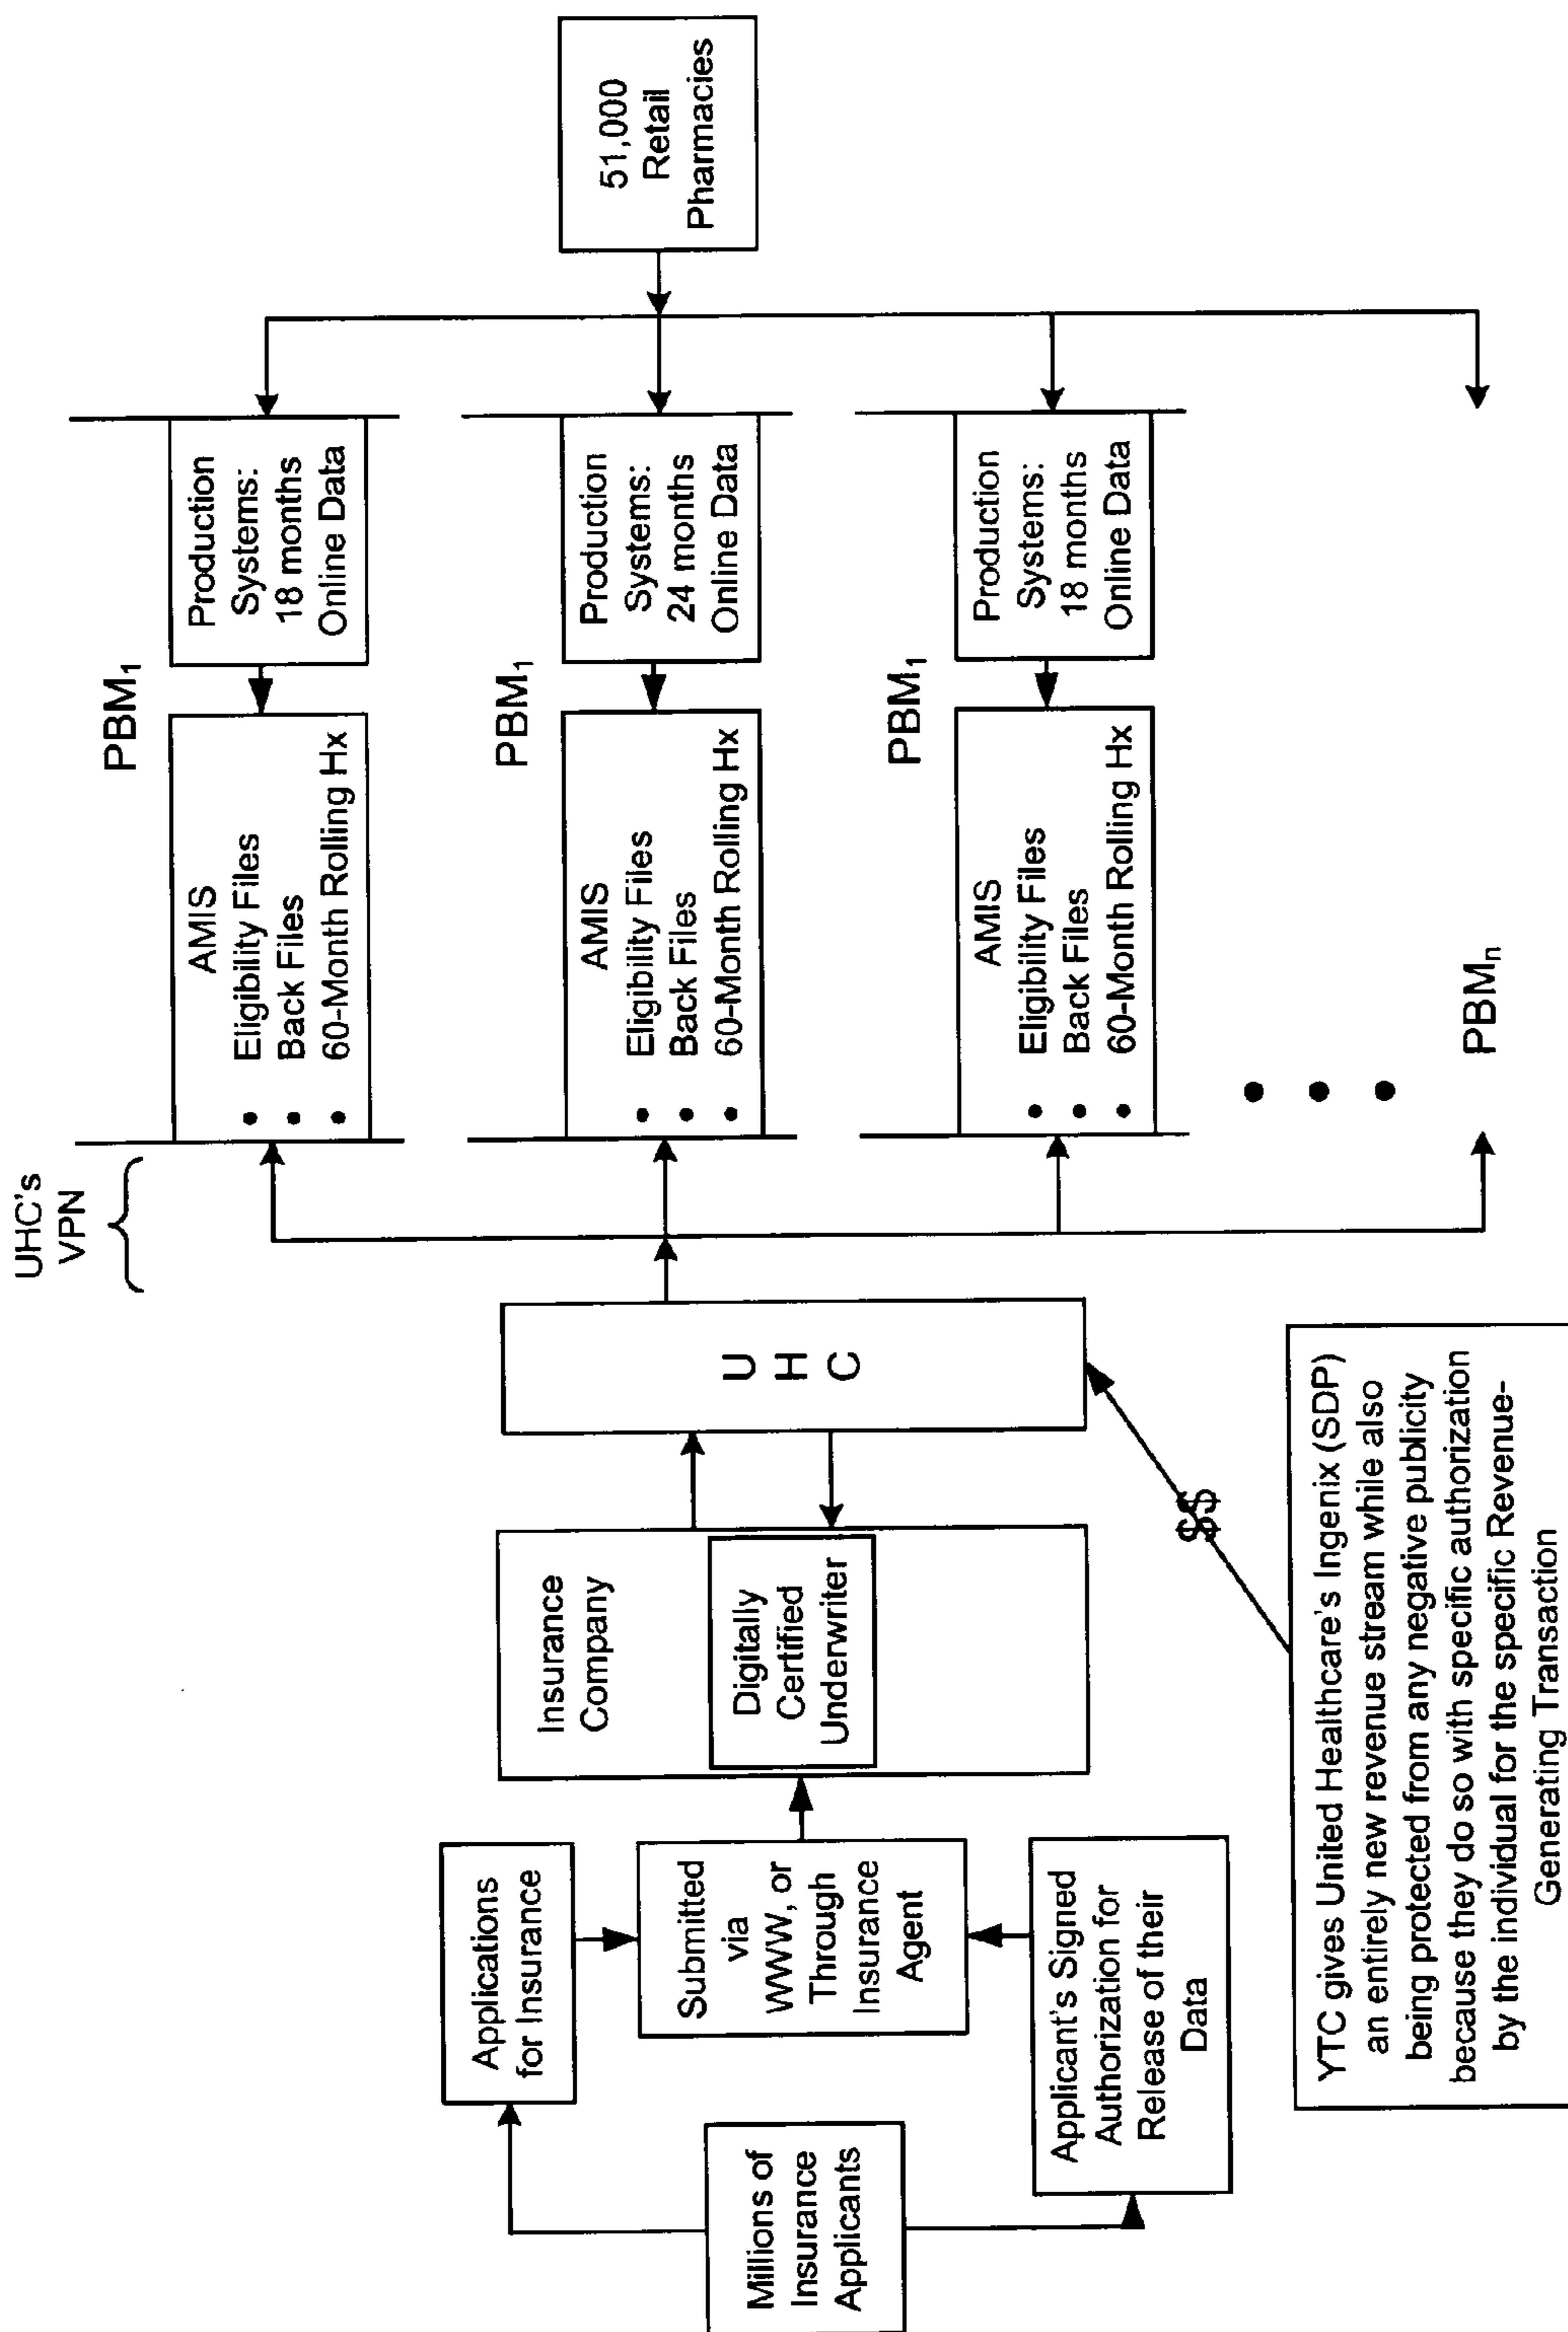 Millions of
Insurance
Applicants
Applications
for Insurance
Submitted
via
WWW, or
Through
Insurance
Agent
Applicant's Signed
Authorization for
Release of their
Data
Insurance
Company
Digitally
Certified
Underwriter
U
H
C
UHC's
VPN
PBM₁
AMIS
• Eligibility Files
• Back Files
• 60-Month Rolling Hx
Production
Systems:
18 months
Online Data
PBM₁
AMIS
• Eligibility Files
• Back Files
• 60-Month Rolling Hx
Production
Systems:
24 months
Online Data
PBM₁
AMIS
• Eligibility Files
• Back Files
• 60-Month Rolling Hx
Production
Systems:
18 months
Online Data
PBMₙ
51,000
Retail
Pharmacies
$$
YTC gives United Healthcare's Ingenix (SDP)
an entirely new revenue stream while also
being protected from any negative publicity
because they do so with specific authorization
by the individual for the specific Revenue-
Generating Transaction